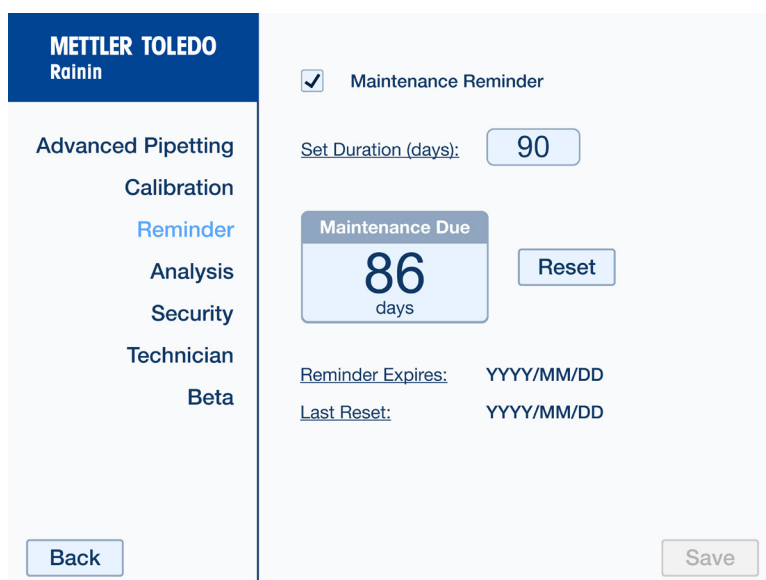 METTLER TOLEDO
Rainin
Advanced Pipetting
Calibration
Reminder
Analysis
Security
Technician
Beta
Back
Maintenance Reminder
Set Duration (days): 90
Maintenance Due
86
days
Reset
Reminder Expires: YYYY/MM/DD
Last Reset: YYYY/MM/DD
Save